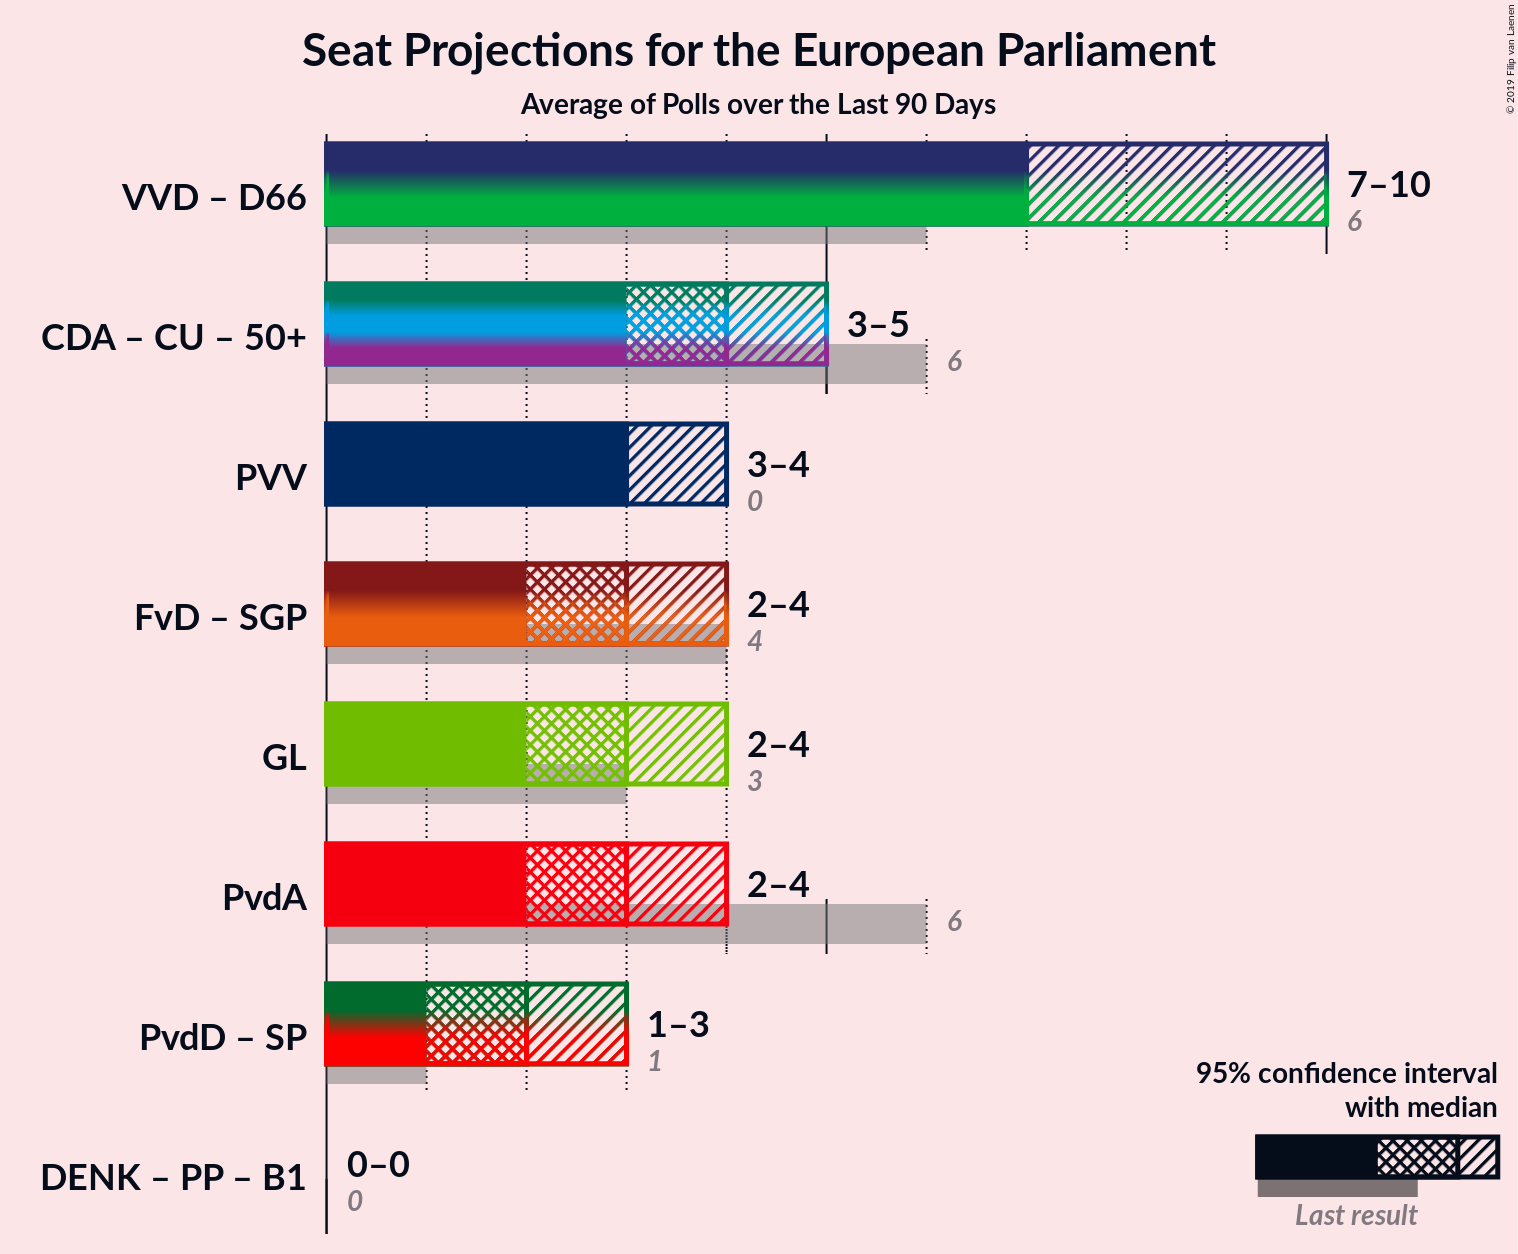 Seat Projections for the European Parliament
Average of Polls over the Last 90 Days
© 2019 Filip van Laenen
VVD – D66
7–10
6
CDA – CU – 50+
3–5
6
PVV
3–4
0
FvD – SGP
2–4
4
GL
2–4
3
PvdA
2–4
6
PvdD – SP
1–3
1
DENK – PP – B1
0–0
0
95% confidence interval
with median
Last result